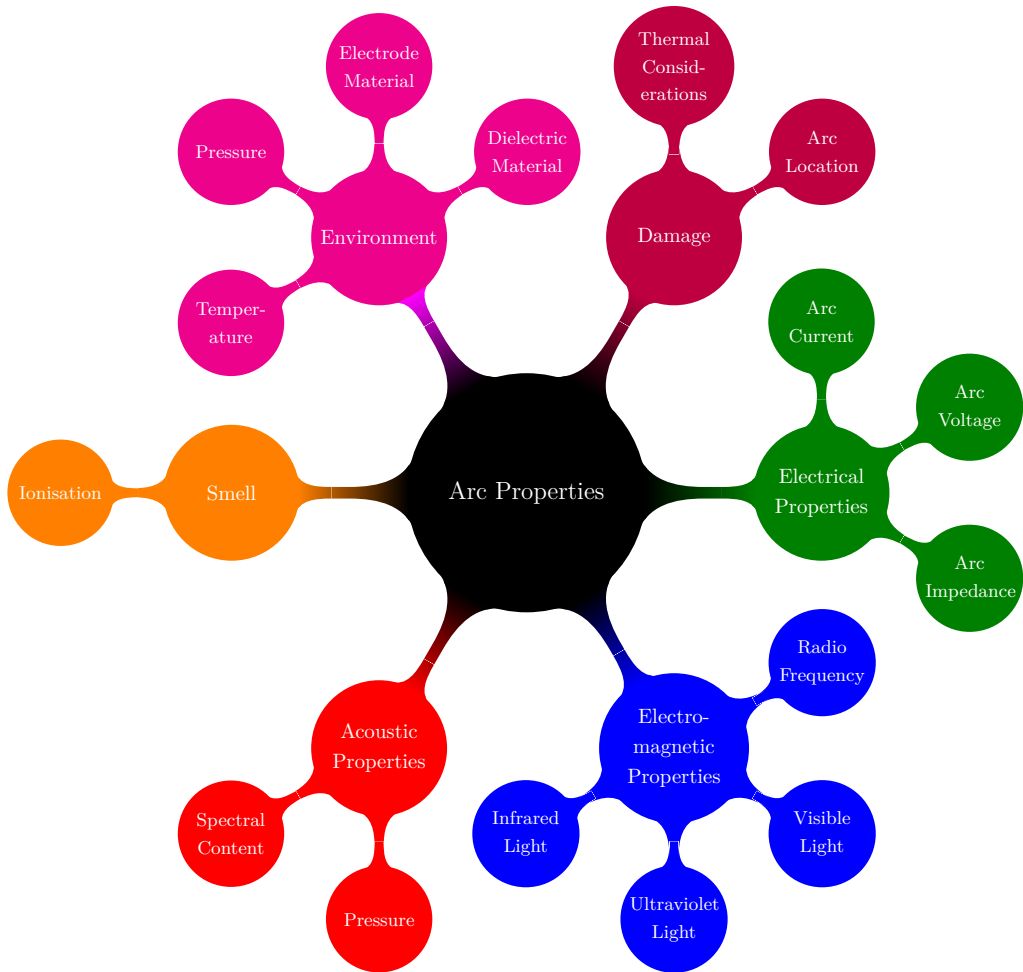 Electrode
Material
Thermal
Consid-
erations
Pressure
Dielectric
Material
Arc
Location
Environment
Damage
Temper-
ature
Arc
Current
Arc
Voltage
Ionisation
Smell
Arc Properties
Electrical
Properties
Arc
Impedance
Radio
Frequency
Acoustic
Properties
Electro-
magnetic
Properties
Spectral
Content
Infrared
Light
Visible
Light
Pressure
Ultraviolet
Light